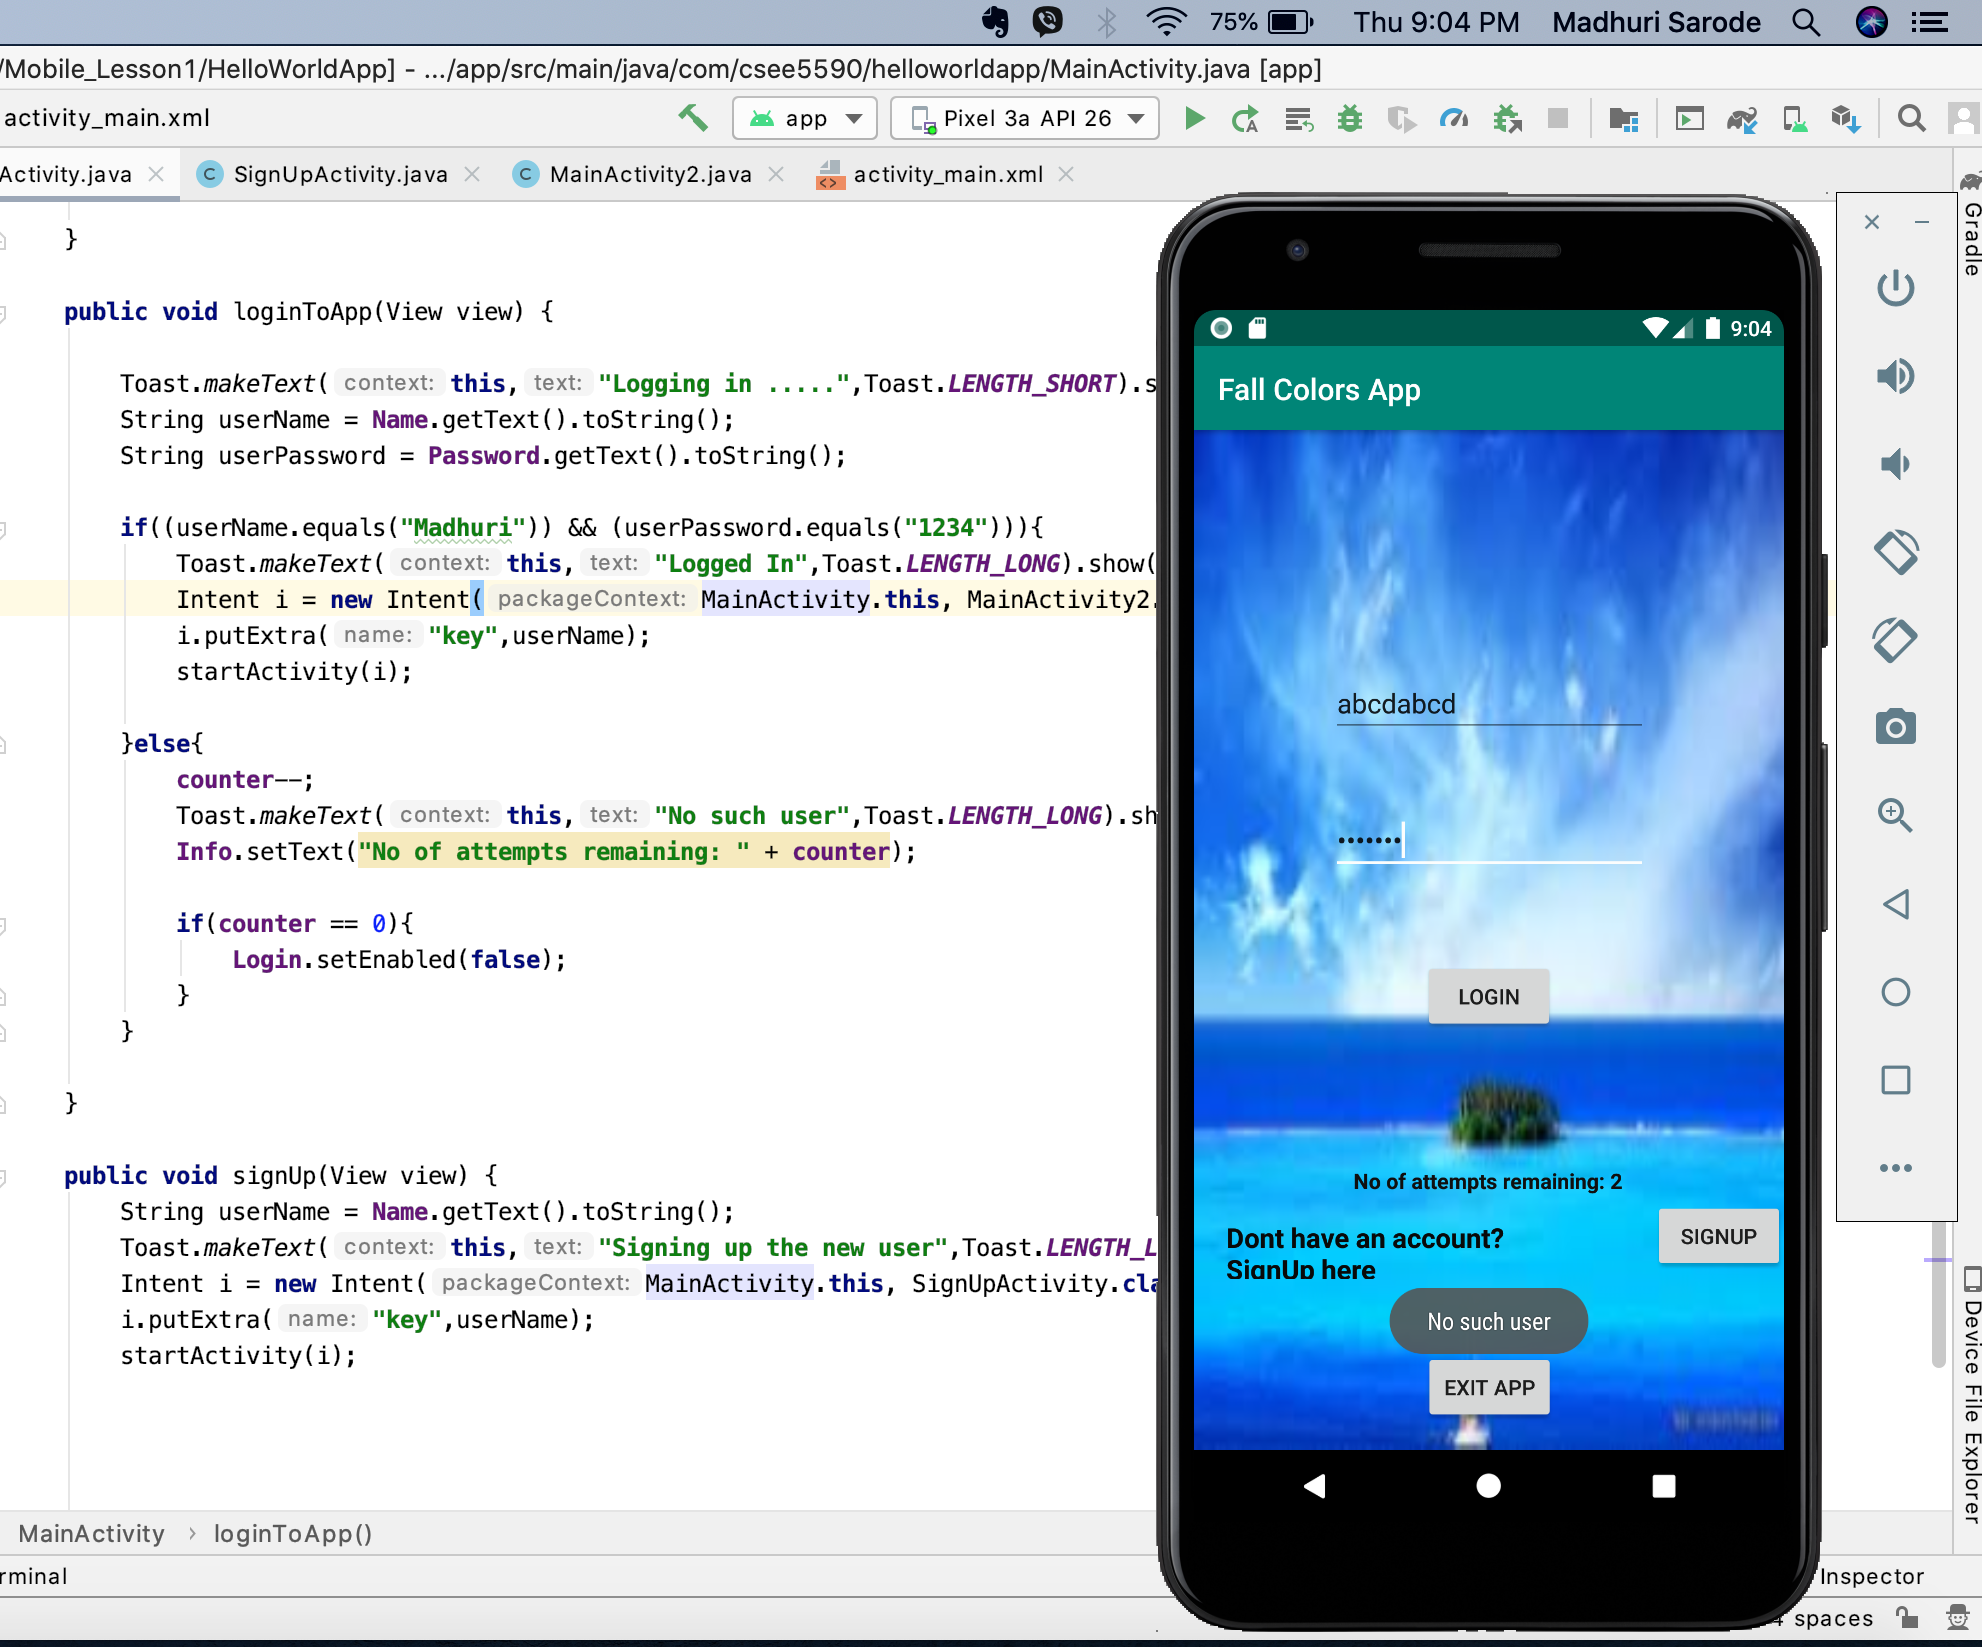 75% Thu 9:04 PM Madhuri Sarode
/Mobile_Lesson1/HelloWorldApp] - .../app/src/main/java/com/csee5590/helloworldapp/MainActivity.java [app]
activity_main.xml app Pixel 3a API 26
Activity.java SignUpActivity.java MainActivity2.java activity_main.xml
}
public void loginToApp(View view) {
Toast.makeText( context: this, text: "Logging in .....",Toast.LENGTH_SHORT).s
String userName = Name.getText().toString();
String userPassword = Password.getText().toString();
if((userName.equals("Madhuri")) && (userPassword.equals("1234"))){
Toast.makeText( context: this, text: "Logged In",Toast.LENGTH_LONG).show(
Intent i = new Intent( packageContext: MainActivity.this, MainActivity2.
i.putExtra( name: "key",userName);
startActivity(i);
}else{
counter--;
Toast.makeText( context: this, text: "No such user",Toast.LENGTH_LONG).sh
Info.setText("No of attempts remaining: " + counter);
if(counter == 0){
Login.setEnabled(false);
}
}
}
public void signUp(View view) {
String userName = Name.getText().toString();
Toast.makeText( context: this, text: "Signing up the new user",Toast.LENGTH_L
Intent i = new Intent( packageContext: MainActivity.this, SignUpActivity.cla
i.putExtra( name: "key",userName);
startActivity(i);
MainActivity › loginToApp()
rminal
9:04
Fall Colors App
abcdabcd
•••••••
LOGIN
No of attempts remaining: 2
Dont have an account?
SignUp here
SIGNUP
No such user
EXIT APP
Gradle
Device File Explorer
Inspector
4 spaces